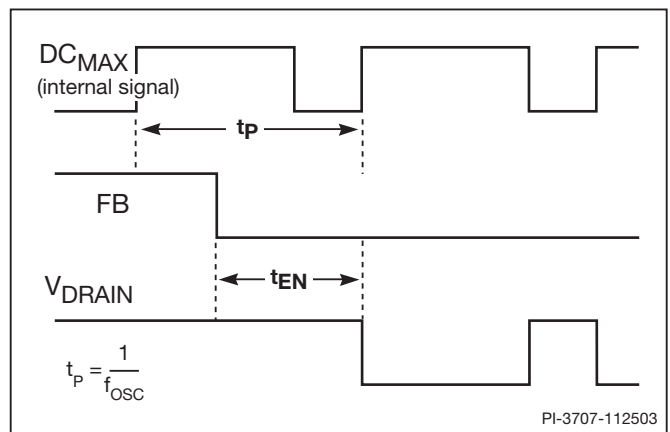 DCMAX
(internal signal)
tP
FB
tEN
VDRAIN
tP = 1
fOSC
PI-3707-112503